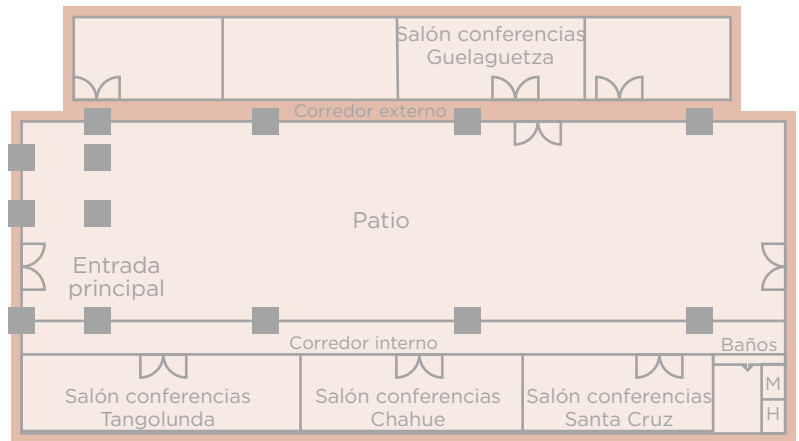 Salón conferencias
Guelaguetza
Corredor externo
Patio
Entrada
principal
Corredor interno
Baños
Salón conferencias
Tangolunda
Salón conferencias
Chahue
Salón conferencias
Santa Cruz
M
H